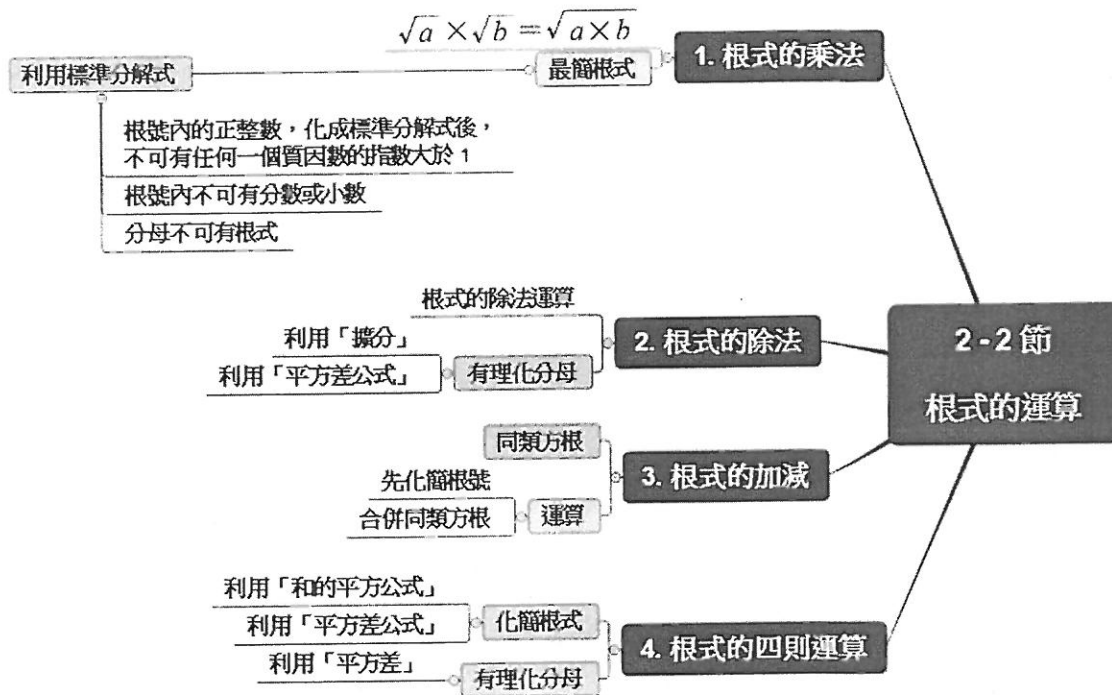 √a × √b = √a×b
1. 根式的乘法
最簡根式
利用標準分解式
根號內的正整數，化成標準分解式後，
不可有任何一個質因數的指數大於 1
根號內不可有分數或小數
分母不可有根式
2 - 2 節
根式的運算
根式的除法運算
2. 根式的除法
利用「擴分」
利用「平方差公式」
有理化分母
同類方根
3. 根式的加減
先化簡根號
合併同類方根
運算
利用「和的平方公式」
利用「平方差公式」
化簡根式
4. 根式的四則運算
利用「平方差」
有理化分母